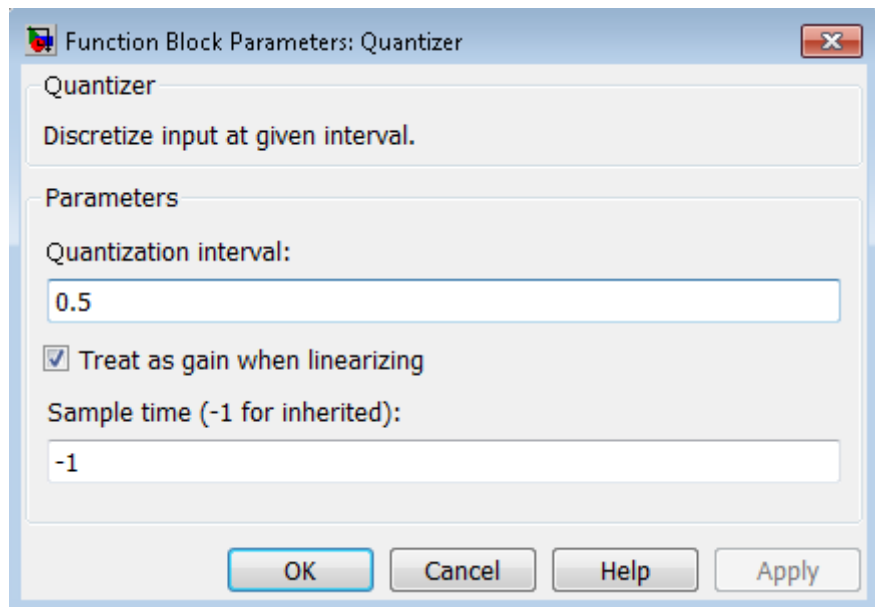 Function Block Parameters: Quantizer
Quantizer
Discretize input at given interval.
Parameters
Quantization interval:
0.5
Treat as gain when linearizing
Sample time (-1 for inherited):
-1
OK Cancel Help Apply